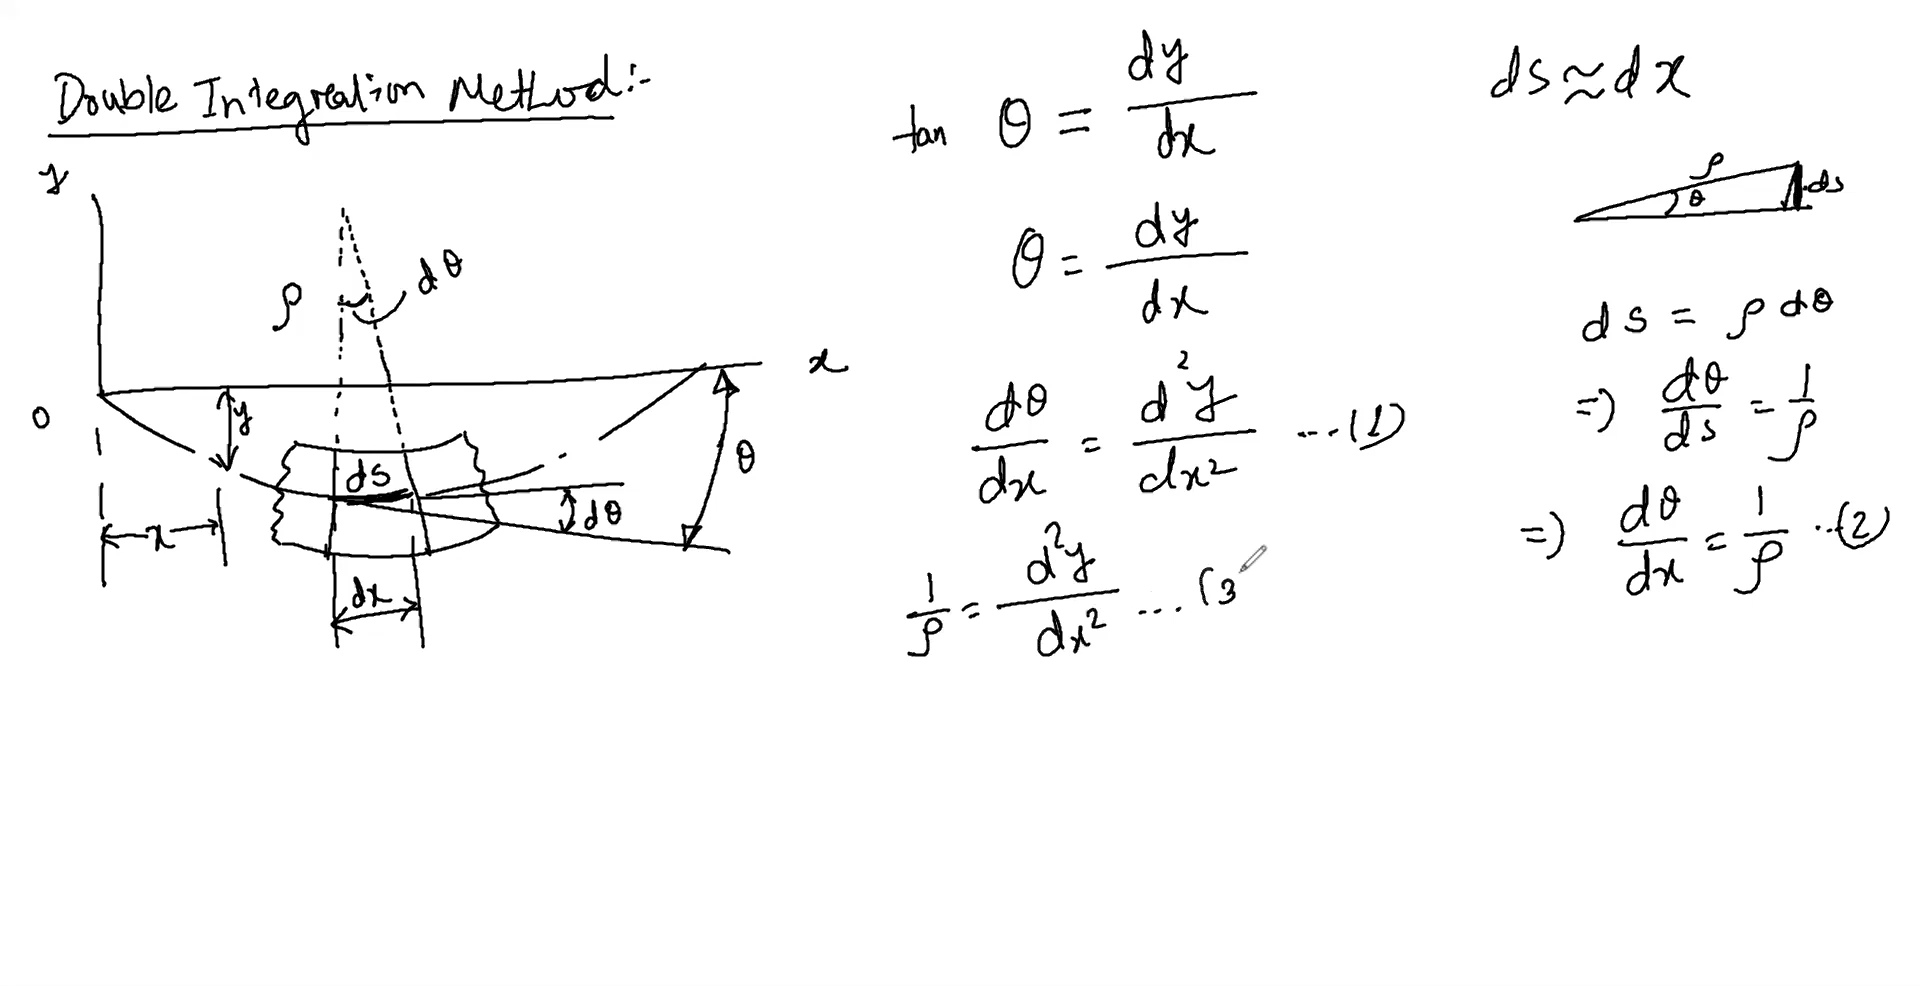 Double Integration Method:-
y
ρ
dθ
x
0
y
ds
θ
dθ
x
dx
tan θ = dy/dx
θ = dy/dx
dθ/dx = d²y/dx² ...(1)
1/ρ = d²y/dx² ...(3
ds ≈ dx
ρ
θ
ds
ds = ρ dθ
=) dθ/ds = 1/ρ
=) dθ/dx = 1/ρ ...(2)